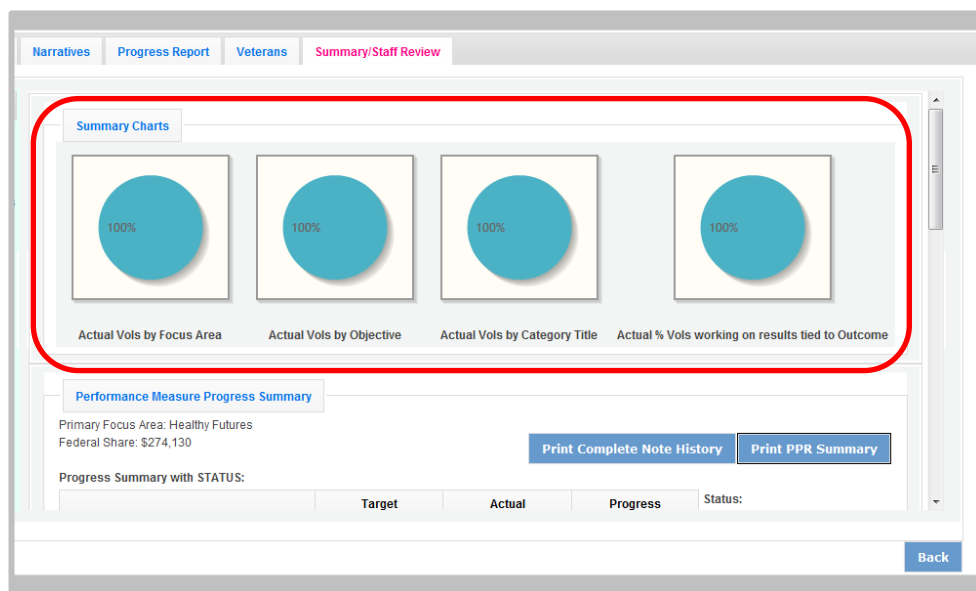 Narratives Progress Report Veterans Summary/Staff Review
Summary Charts
100% 100% 100% 100%
Actual Vols by Focus Area Actual Vols by Objective Actual Vols by Category Title Actual % Vols working on results tied to Outcome
Performance Measure Progress Summary
Primary Focus Area: Healthy Futures
Federal Share: $274,130
Print Complete Note History Print PPR Summary
Progress Summary with STATUS:
Target Actual Progress Status:
Back